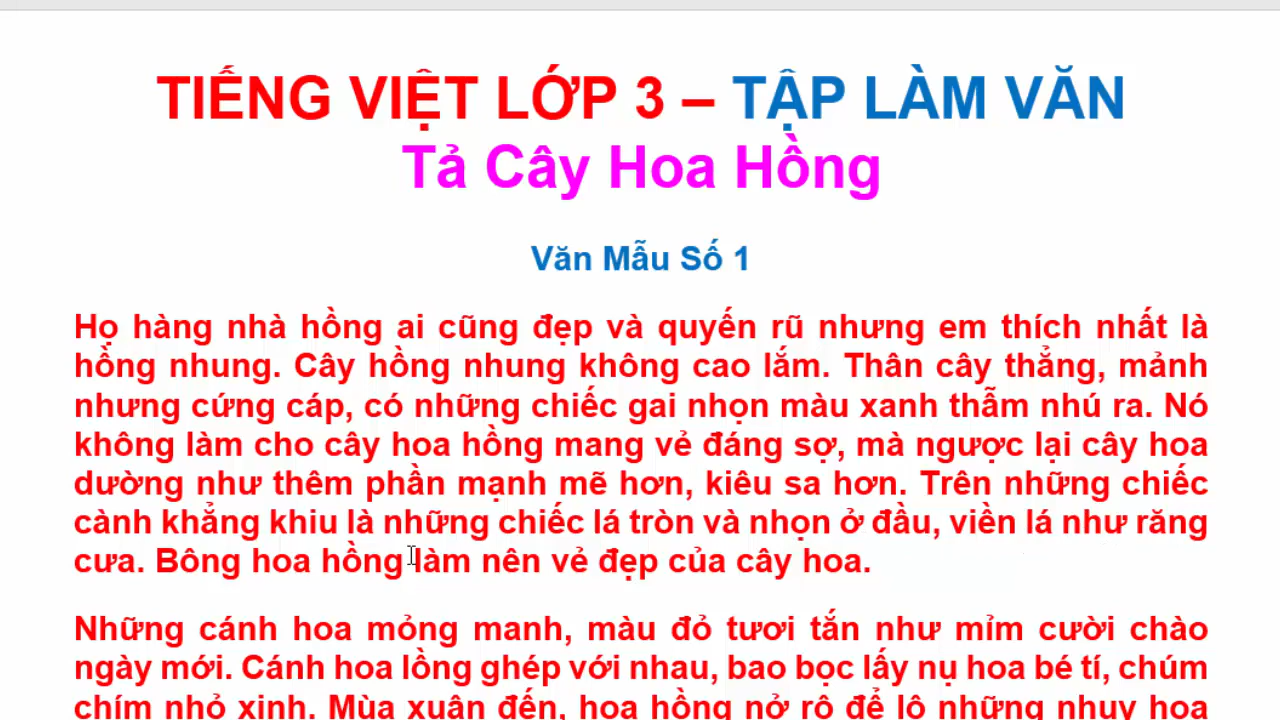 TIẾNG VIỆT LỚP 3 – TẬP LÀM VĂN
Tả Cây Hoa Hồng
Văn Mẫu Số 1
Họ hàng nhà hồng ai cũng đẹp và quyến rũ nhưng em thích nhất là
hồng nhung. Cây hồng nhung không cao lắm. Thân cây thẳng, mảnh
nhưng cứng cáp, có những chiếc gai nhọn màu xanh thẫm nhú ra. Nó
không làm cho cây hoa hồng mang vẻ đáng sợ, mà ngược lại cây hoa
dường như thêm phần mạnh mẽ hơn, kiêu sa hơn. Trên những chiếc
cành khẳng khiu là những chiếc lá tròn và nhọn ở đầu, viền lá như răng
cưa. Bông hoa hồng làm nên vẻ đẹp của cây hoa.
Những cánh hoa mỏng manh, màu đỏ tươi tắn như mỉm cười chào
ngày mới. Cánh hoa lồng ghép với nhau, bao bọc lấy nụ hoa bé tí, chúm
chím nhỏ xinh. Mùa xuân đến, hoa hồng nở rộ để lộ những nhụy hoa